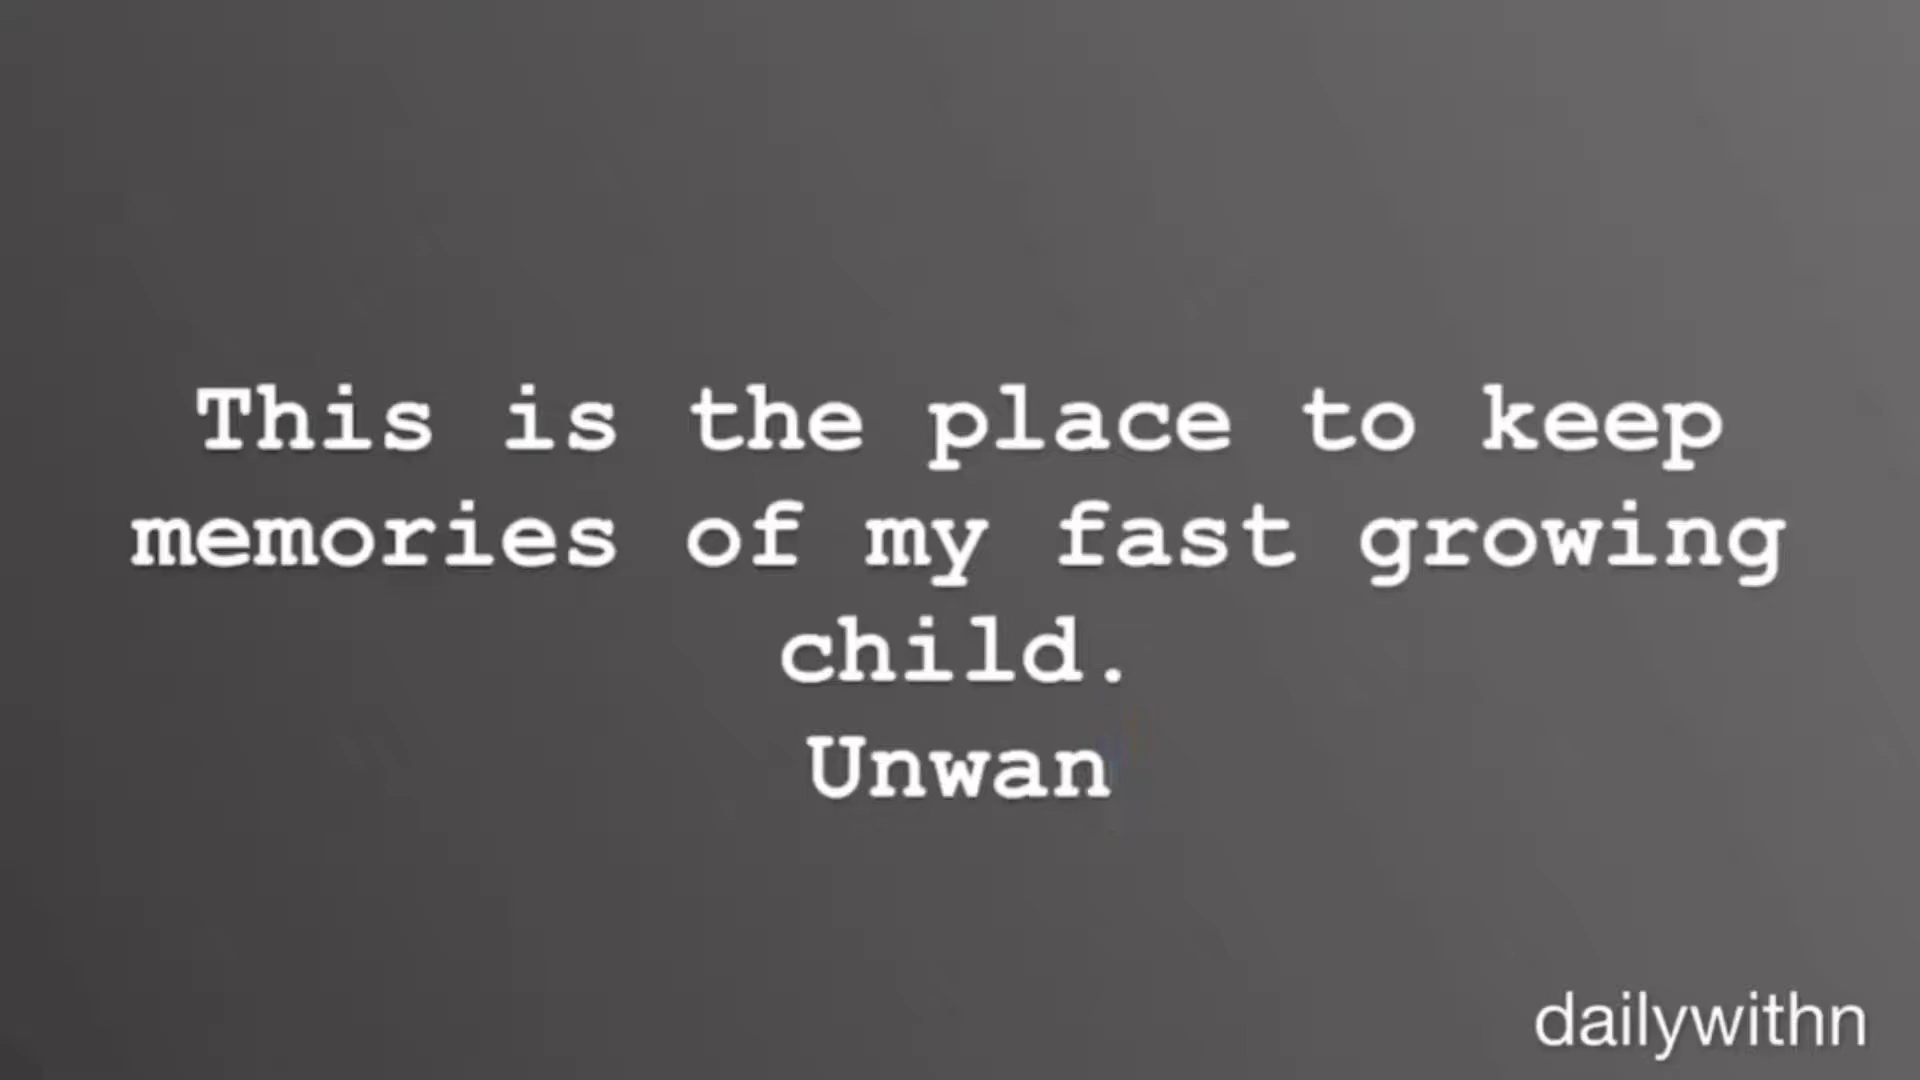 This is the place to keep
memories of my fast growing
child.
Unwan
dailywithn